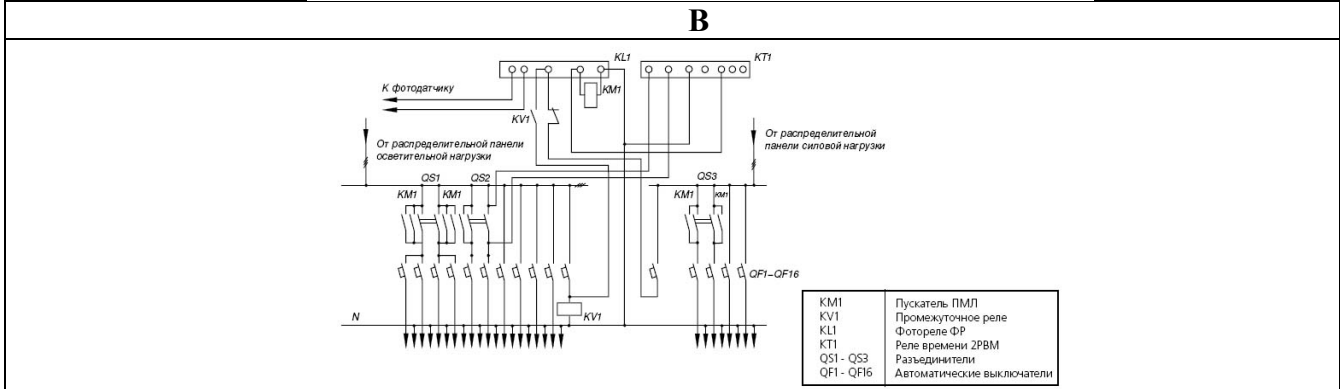 В
KL1
KT1
KM1
К фотодатчику
KV1
От распределительной панели
осветительной нагрузки
От распределительной
панели силовой нагрузки
QS1
QS2
QS3
KM1
KM1
KM1
KM1
QF1–QF16
N
KV1
KM1 Пускатель ПМЛ
KV1 Промежуточное реле
KL1 Фотореле ФР
KT1 Реле времени 2РВМ
QS1 - QS3 Разъединители
QF1 - QF16 Автоматические выключатели